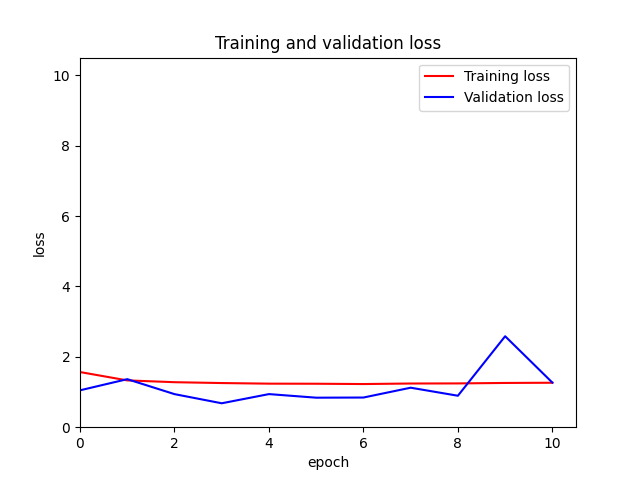 Training and validation loss
Training loss
Validation loss
10
8
6
4
2
0
loss
0 2 4 6 8 10
epoch